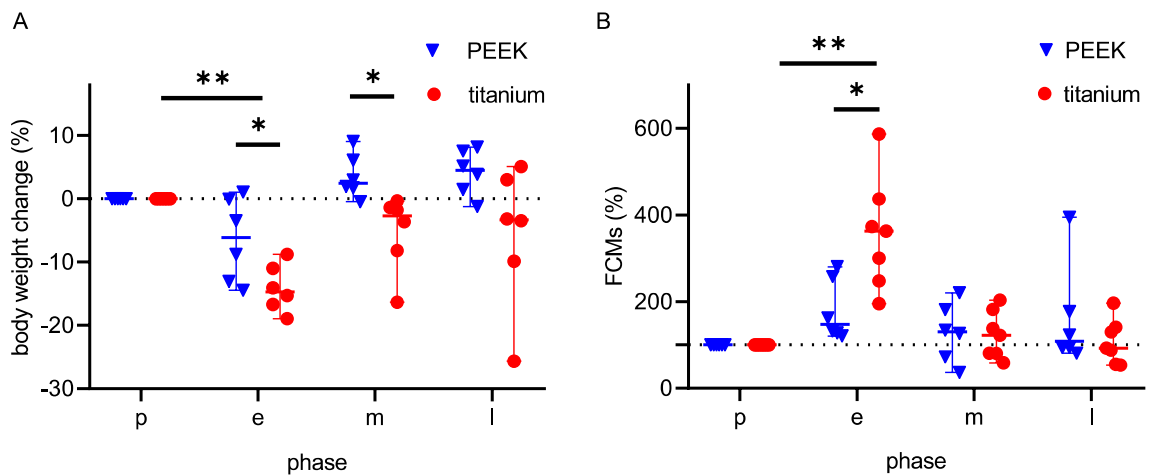 A
PEEK
titanium
**
*
*
body weight change (%)
10
0
-10
-20
-30
p
e
m
l
phase
B
PEEK
titanium
**
*
FCMs (%)
600
400
200
0
p
e
m
l
phase